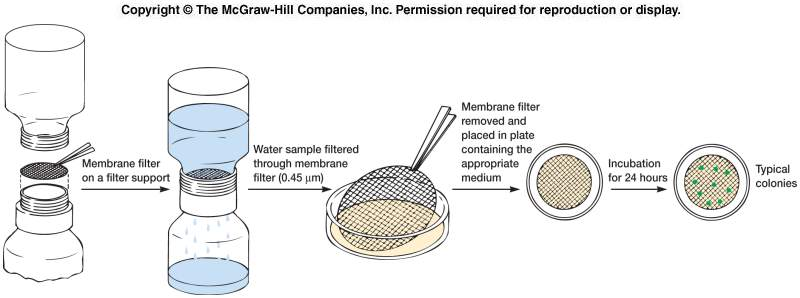 Copyright © The McGraw-Hill Companies, Inc. Permission required for reproduction or display.
Membrane filter
on a filter support
Water sample filtered
through membrane
filter (0.45 μm)
Membrane filter
removed and
placed in plate
containing the
appropriate
medium
Incubation
for 24 hours
Typical
colonies